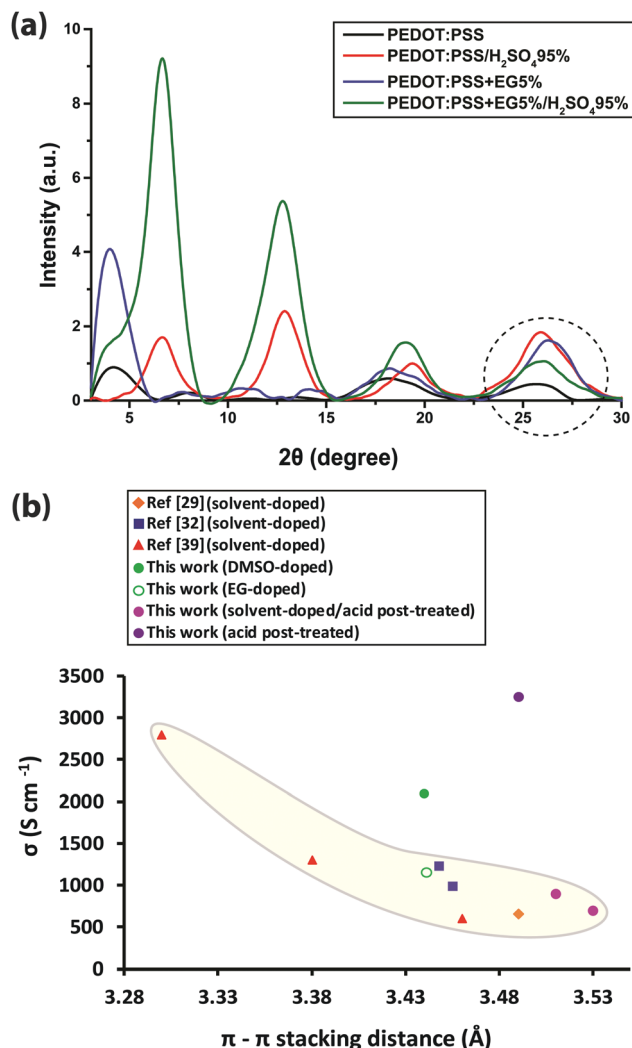 (a)
PEDOT:PSS
PEDOT:PSS/H₂SO₄95%
PEDOT:PSS+EG5%
PEDOT:PSS+EG5%/H₂SO₄95%
Intensity (a.u.)
10
8
6
4
2
0
5 10 15 20 25 30
2θ (degree)
(b)
Ref [29] (solvent-doped)
Ref [32] (solvent-doped)
Ref [39] (solvent-doped)
This work (DMSO-doped)
This work (EG-doped)
This work (solvent-doped/acid post-treated)
This work (acid post-treated)
σ (S cm⁻¹)
3500
3000
2500
2000
1500
1000
500
0
3.28 3.33 3.38 3.43 3.48 3.53
π - π stacking distance (Å)